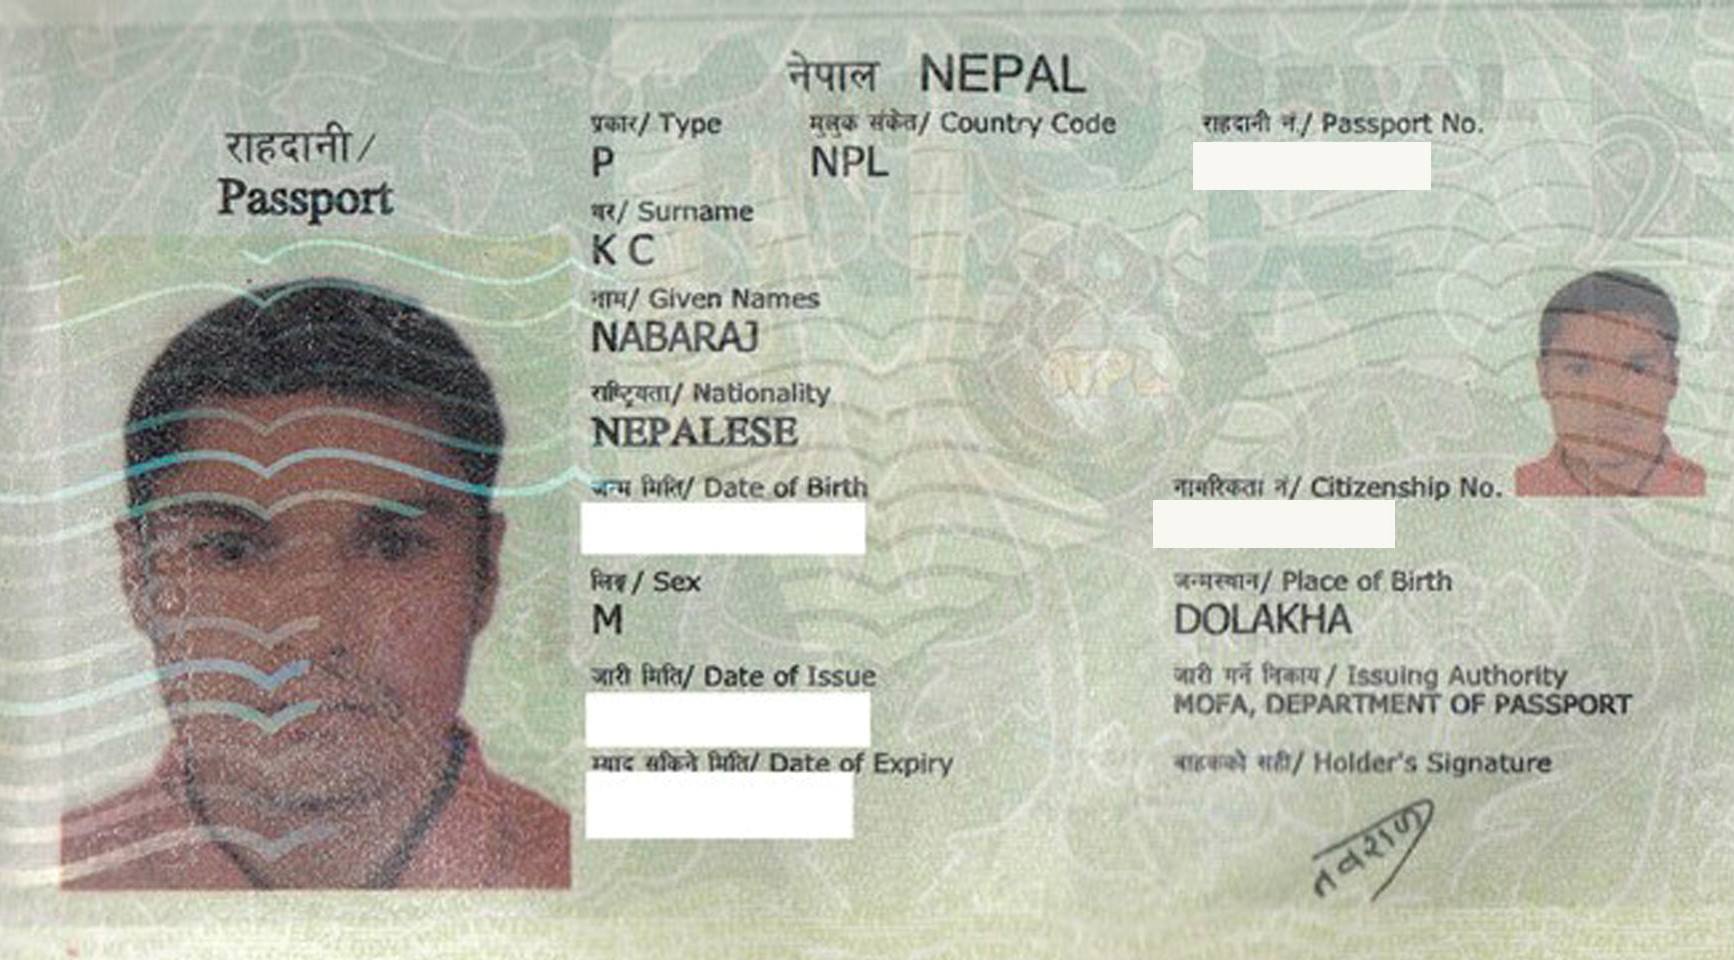 नेपाल NEPAL
राहदानी/
Passport
प्रकार/ Type
P
मुलुक संकेत/ Country Code
NPL
राहदानी नं./ Passport No.
थर/ Surname
K C
नाम/ Given Names
NABARAJ
राष्ट्रियता/ Nationality
NEPALESE
जन्म मिति/ Date of Birth
नागरिकता नं/ Citizenship No.
लिङ्ग / Sex
M
जन्मस्थान/ Place of Birth
DOLAKHA
जारी मिति/ Date of Issue
जारी गर्ने निकाय / Issuing Authority
MOFA, DEPARTMENT OF PASSPORT
म्याद सकिने मिति/ Date of Expiry
बाहकको सही/ Holder's Signature
नवराज
NPL